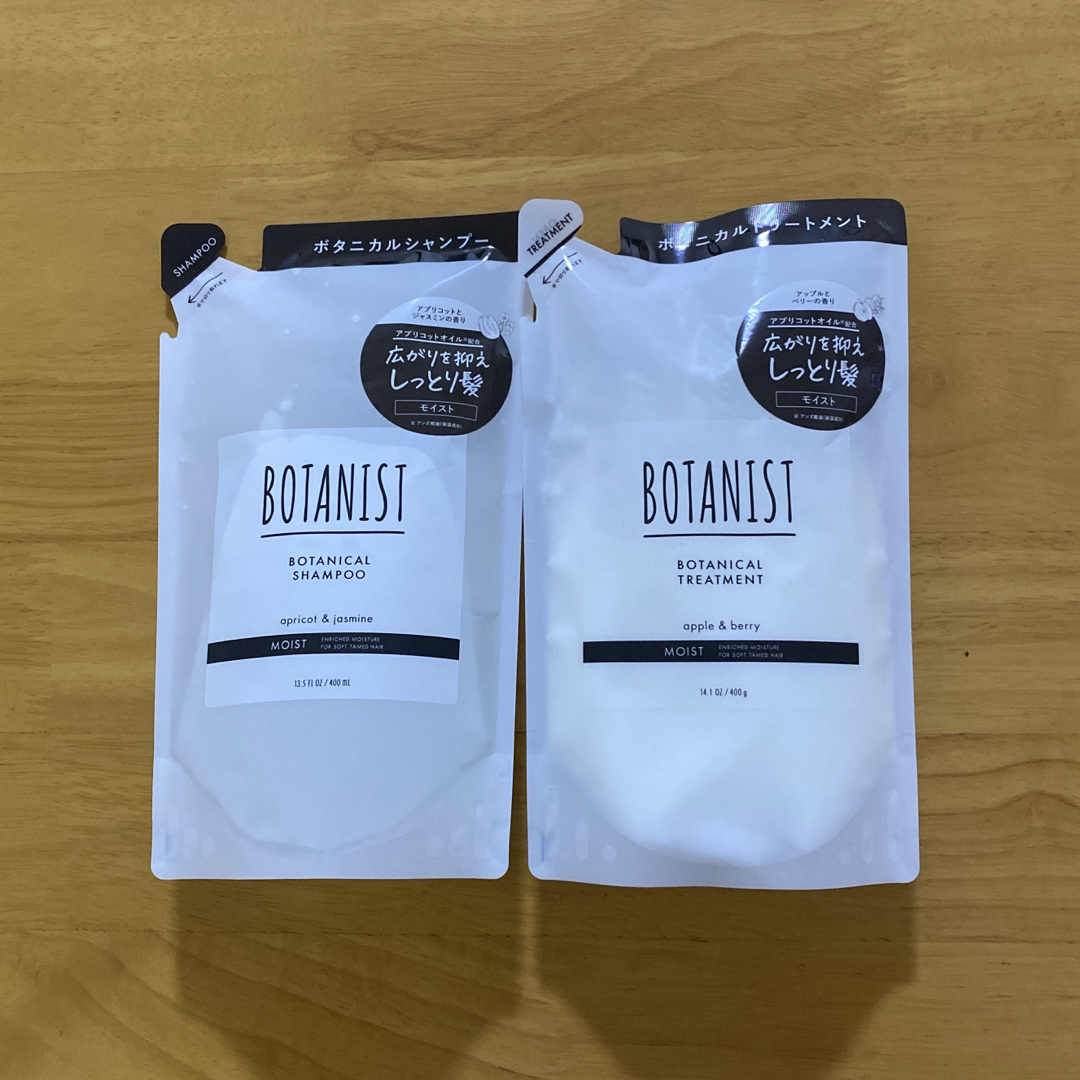 SHAMPOO
ボタニカルシャンプー
アプリコットと
ジャスミンの香り
アプリコットオイル※配合
広がりを抑え
しっとり髪
モイスト
BOTANIST
BOTANICAL
SHAMPOO
apricot & jasmine
MOIST
ENRICHED MOISTURE
FOR SOFT TAMED HAIR
13.5 FL OZ / 400 mL
TREATMENT
ボタニカルトリートメント
アップルと
ベリーの香り
アプリコットオイル※配合
広がりを抑え
しっとり髪
モイスト
BOTANIST
BOTANICAL
TREATMENT
apple & berry
MOIST
ENRICHED MOISTURE
FOR SOFT TAMED HAIR
14.1 OZ / 400 g